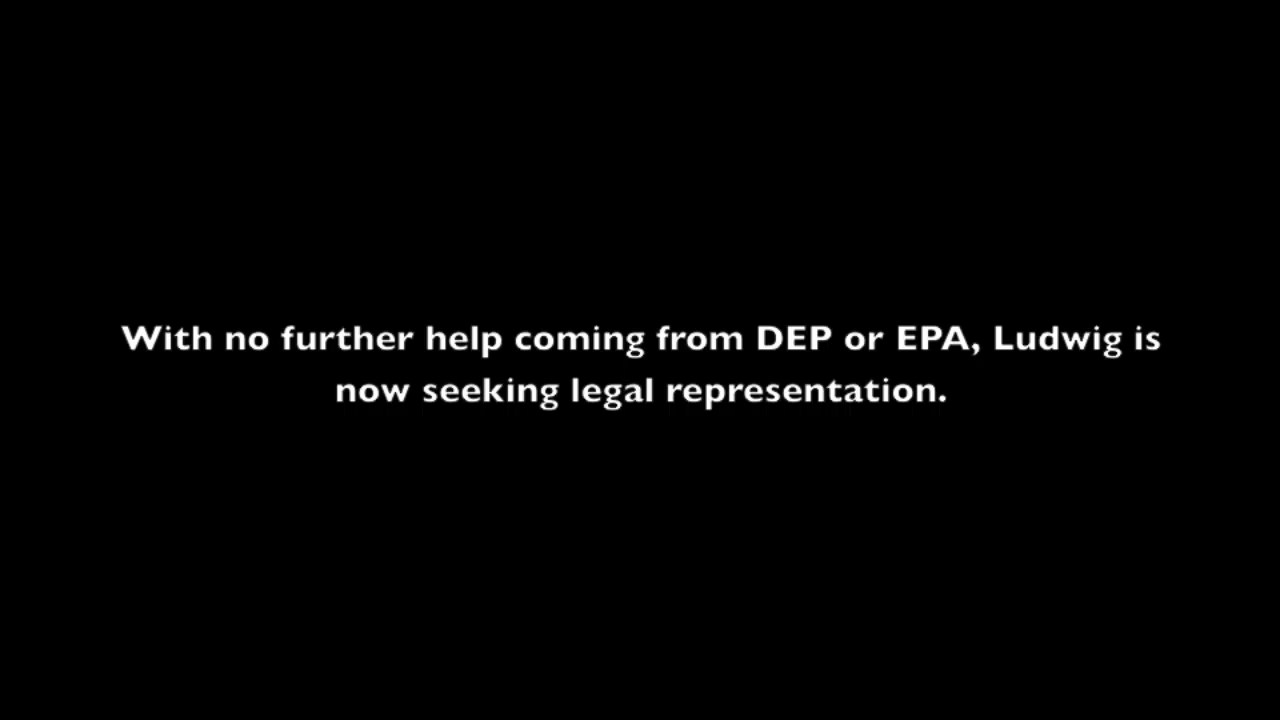 With no further help coming from DEP or EPA, Ludwig is
now seeking legal representation.